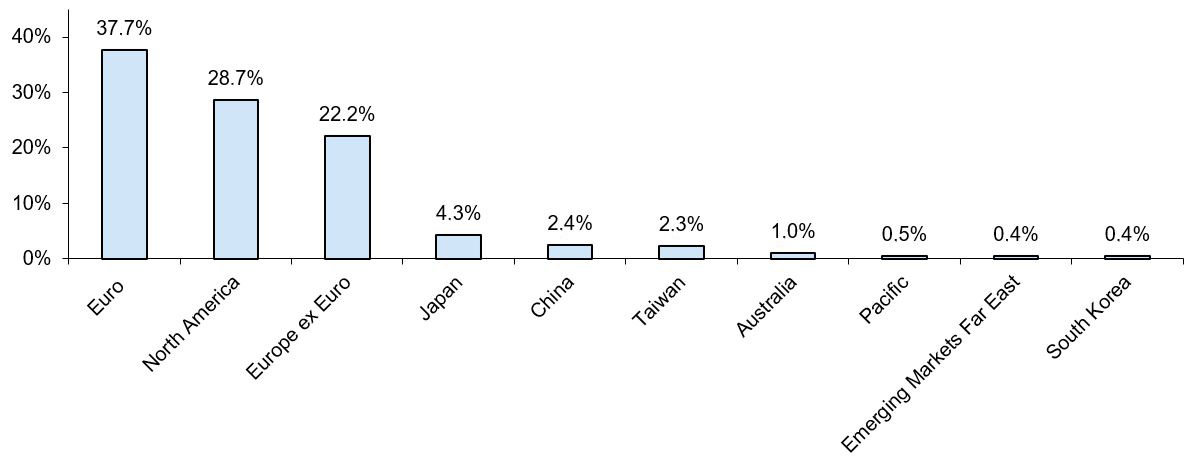 37.7%
40%
28.7%
30%
22.2%
20%
10%
4.3%
2.4%
2.3%
1.0%
0.5%
0.4%
0.4%
0%
Euro
North America
Europe ex Euro
Japan
China
Taiwan
Australia
Pacific
Emerging Markets Far East
South Korea